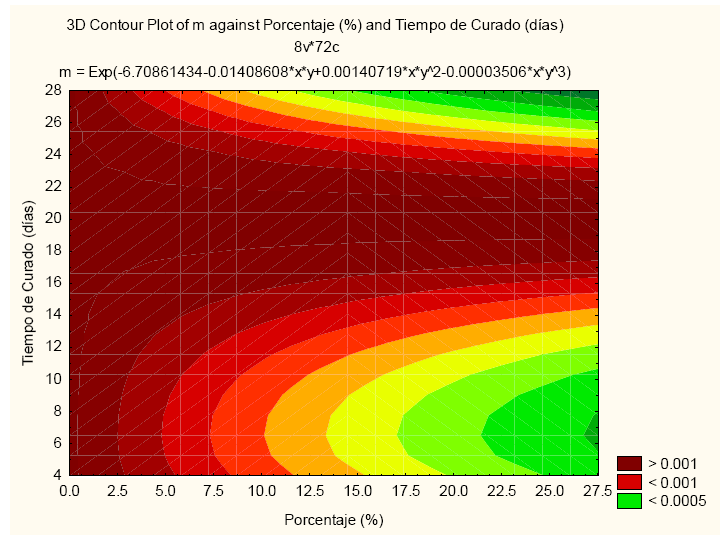 3D Contour Plot of m against Porcentaje (%) and Tiempo de Curado (días)
8v*72c
m = Exp(-6.70861434-0.01408608*x*y+0.00140719*x*y^2-0.00003506*x*y^3)
28
26
24
22
20
18
16
14
12
10
8
6
4
Tiempo de Curado (días)
0.0 2.5 5.0 7.5 10.0 12.5 15.0 17.5 20.0 22.5 25.0 27.5
Porcentaje (%)
> 0.001
< 0.001
< 0.0005